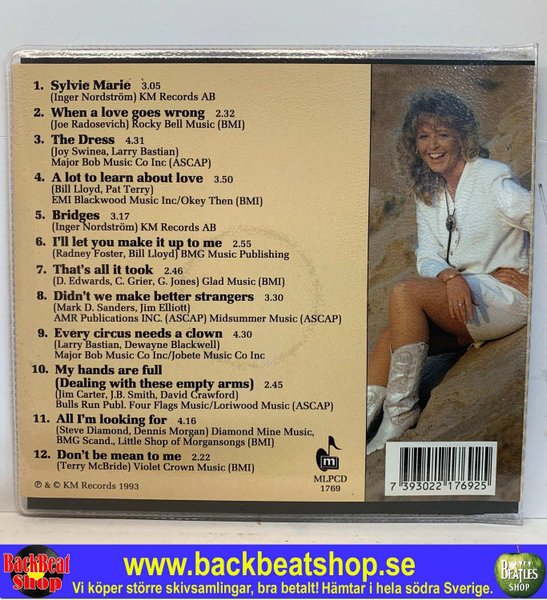 1. Sylvie Marie 3.05
(Inger Nordström) KM Records AB
2. When a love goes wrong 2.32
(Joe Radosevich) Rocky Bell Music (BMI)
3. The Dress 4.31
(Joy Swinea, Larry Bastian)
Major Bob Music Co Inc (ASCAP)
4. A lot to learn about love 3.50
(Bill Lloyd, Pat Terry)
EMI Blackwood Music Inc/Okey Then (BMI)
5. Bridges 3.17
(Inger Nordström) KM Records AB
6. I'll let you make it up to me 2.55
(Radney Foster, Bill Lloyd) BMG Music Publishing
7. That's all it took 2.46
(D. Edwards, C. Grier, G. Jones) Glad Music (BMI)
8. Didn't we make better strangers 3.30
(Mark D. Sanders, Jim Elliott)
AMR Publications INC. (ASCAP) Midsummer Music (ASCAP)
9. Every circus needs a clown 4.30
(Larry Bastian, Dewayne Blackwell)
Major Bob Music Co/Jobete Music Co Inc
10. My hands are full
(Dealing with these empty arms) 2.45
(Jim Carter, J.B. Smith, David Crawford)
Bulls Run Publ. Four Flags Music/Loriwood Music (ASCAP)
11. All I'm looking for 4.16
(Steve Diamond, Dennis Morgan) Diamond Mine Music,
BMG Scand., Little Shop of Morgansongs (BMI)
12. Don't be mean to me 2.22
(Terry McBride) Violet Crown Music (BMI)
℗ & © KM Records 1993
m
MLPCD
1769
7 393022 176925
BackBeat
Shop
www.backbeatshop.se
Vi köper större skivsamlingar, bra betalt! Hämtar i hela södra Sverige.
THE
BEATLES
SHOP